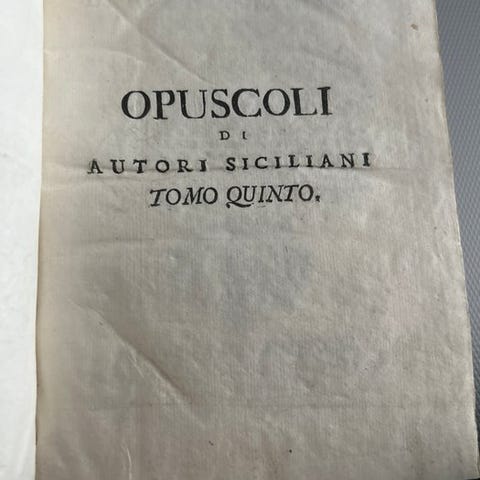 OPUSCOLI
DI
AUTORI SICILIANI
TOMO QUINTO.